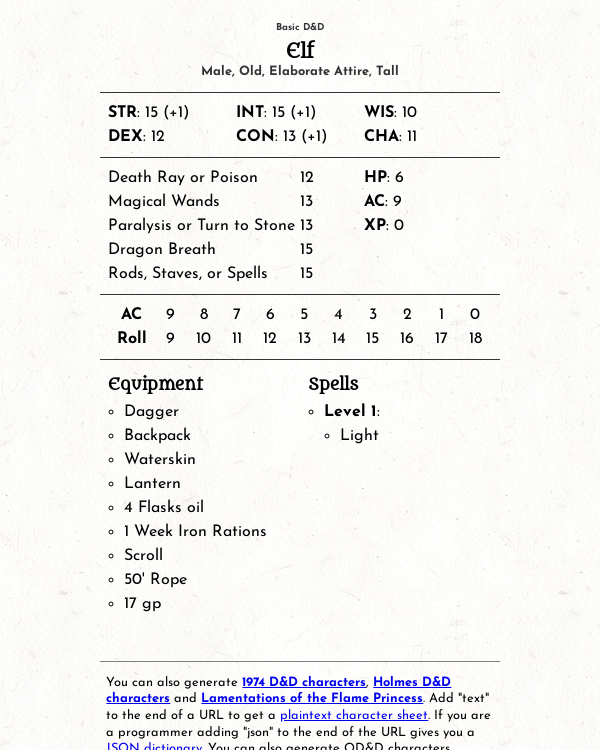 Basic D&D
Elf
Male, Old, Elaborate Attire, Tall
STR: 15 (+1) INT: 15 (+1) WIS: 10
DEX: 12 CON: 13 (+1) CHA: 11
Death Ray or Poison 12 HP: 6
Magical Wands 13 AC: 9
Paralysis or Turn to Stone 13 XP: 0
Dragon Breath 15
Rods, Staves, or Spells 15
AC 9 8 7 6 5 4 3 2 1 0
Roll 9 10 11 12 13 14 15 16 17 18
Equipment
Dagger
Backpack
Waterskin
Lantern
4 Flasks oil
1 Week Iron Rations
Scroll
50' Rope
17 gp
Spells
Level 1:
Light
You can also generate 1974 D&D characters, Holmes D&D
characters and Lamentations of the Flame Princess. Add "text"
to the end of a URL to get a plaintext character sheet. If you are
a programmer adding "json" to the end of the URL gives you a
JSON dictionary. You can also generate OD&D characters